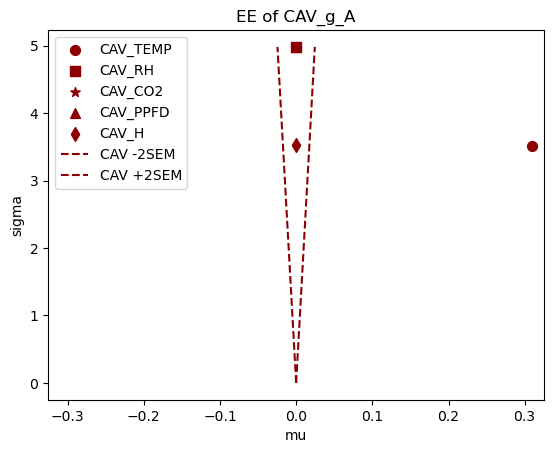 EE of CAV_g_A
CAV_TEMP
CAV_RH
CAV_CO2
CAV_PPFD
CAV_H
CAV -2SEM
CAV +2SEM
sigma
5
4
3
2
1
0
−0.3 −0.2 −0.1 0.0 0.1 0.2 0.3
mu